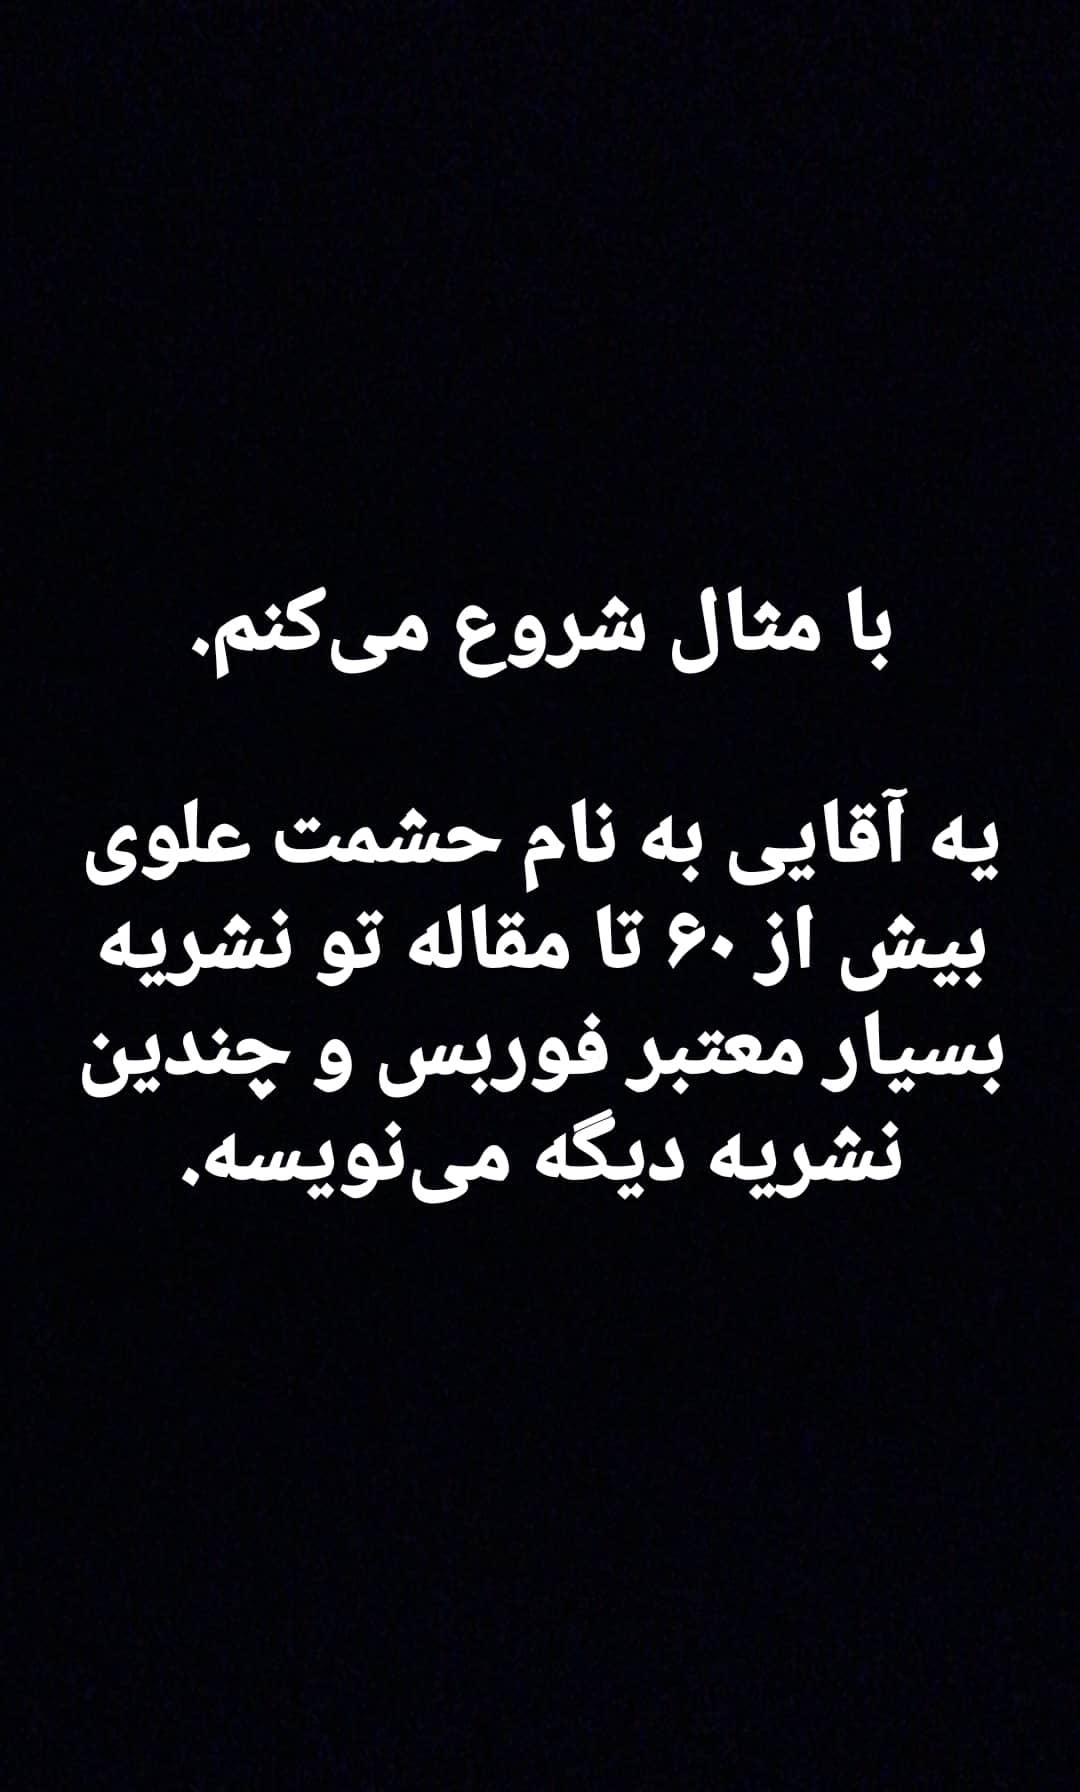 با مثال شروع می‌کنم.
یه آقایی به نام حشمت علوی
بیش از ۶۰ تا مقاله تو نشریه
بسیار معتبر فوربس و چندین
نشریه دیگه می‌نویسه.